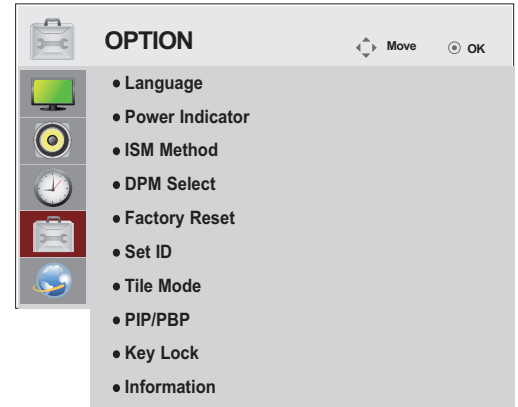 OPTION
Move
OK
● Language
● Power Indicator
● ISM Method
● DPM Select
● Factory Reset
● Set ID
● Tile Mode
● PIP/PBP
● Key Lock
● Information